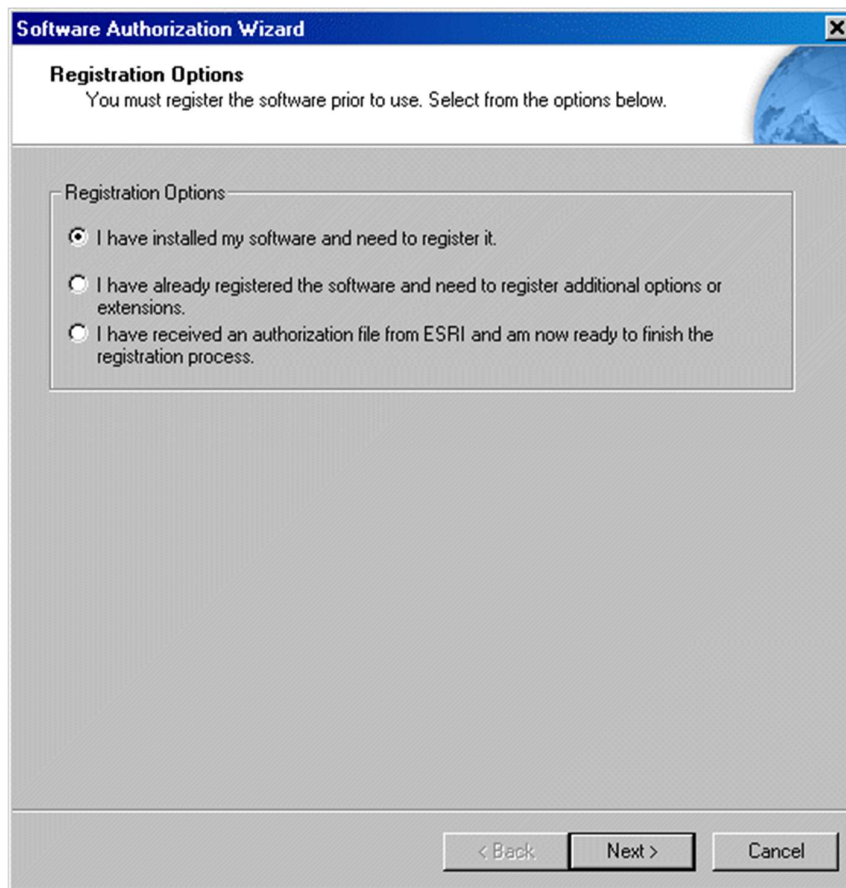 Software Authorization Wizard
Registration Options
You must register the software prior to use. Select from the options below.
Registration Options
I have installed my software and need to register it.
I have already registered the software and need to register additional options or
extensions.
I have received an authorization file from ESRI and am now ready to finish the
registration process.
< Back
Next >
Cancel